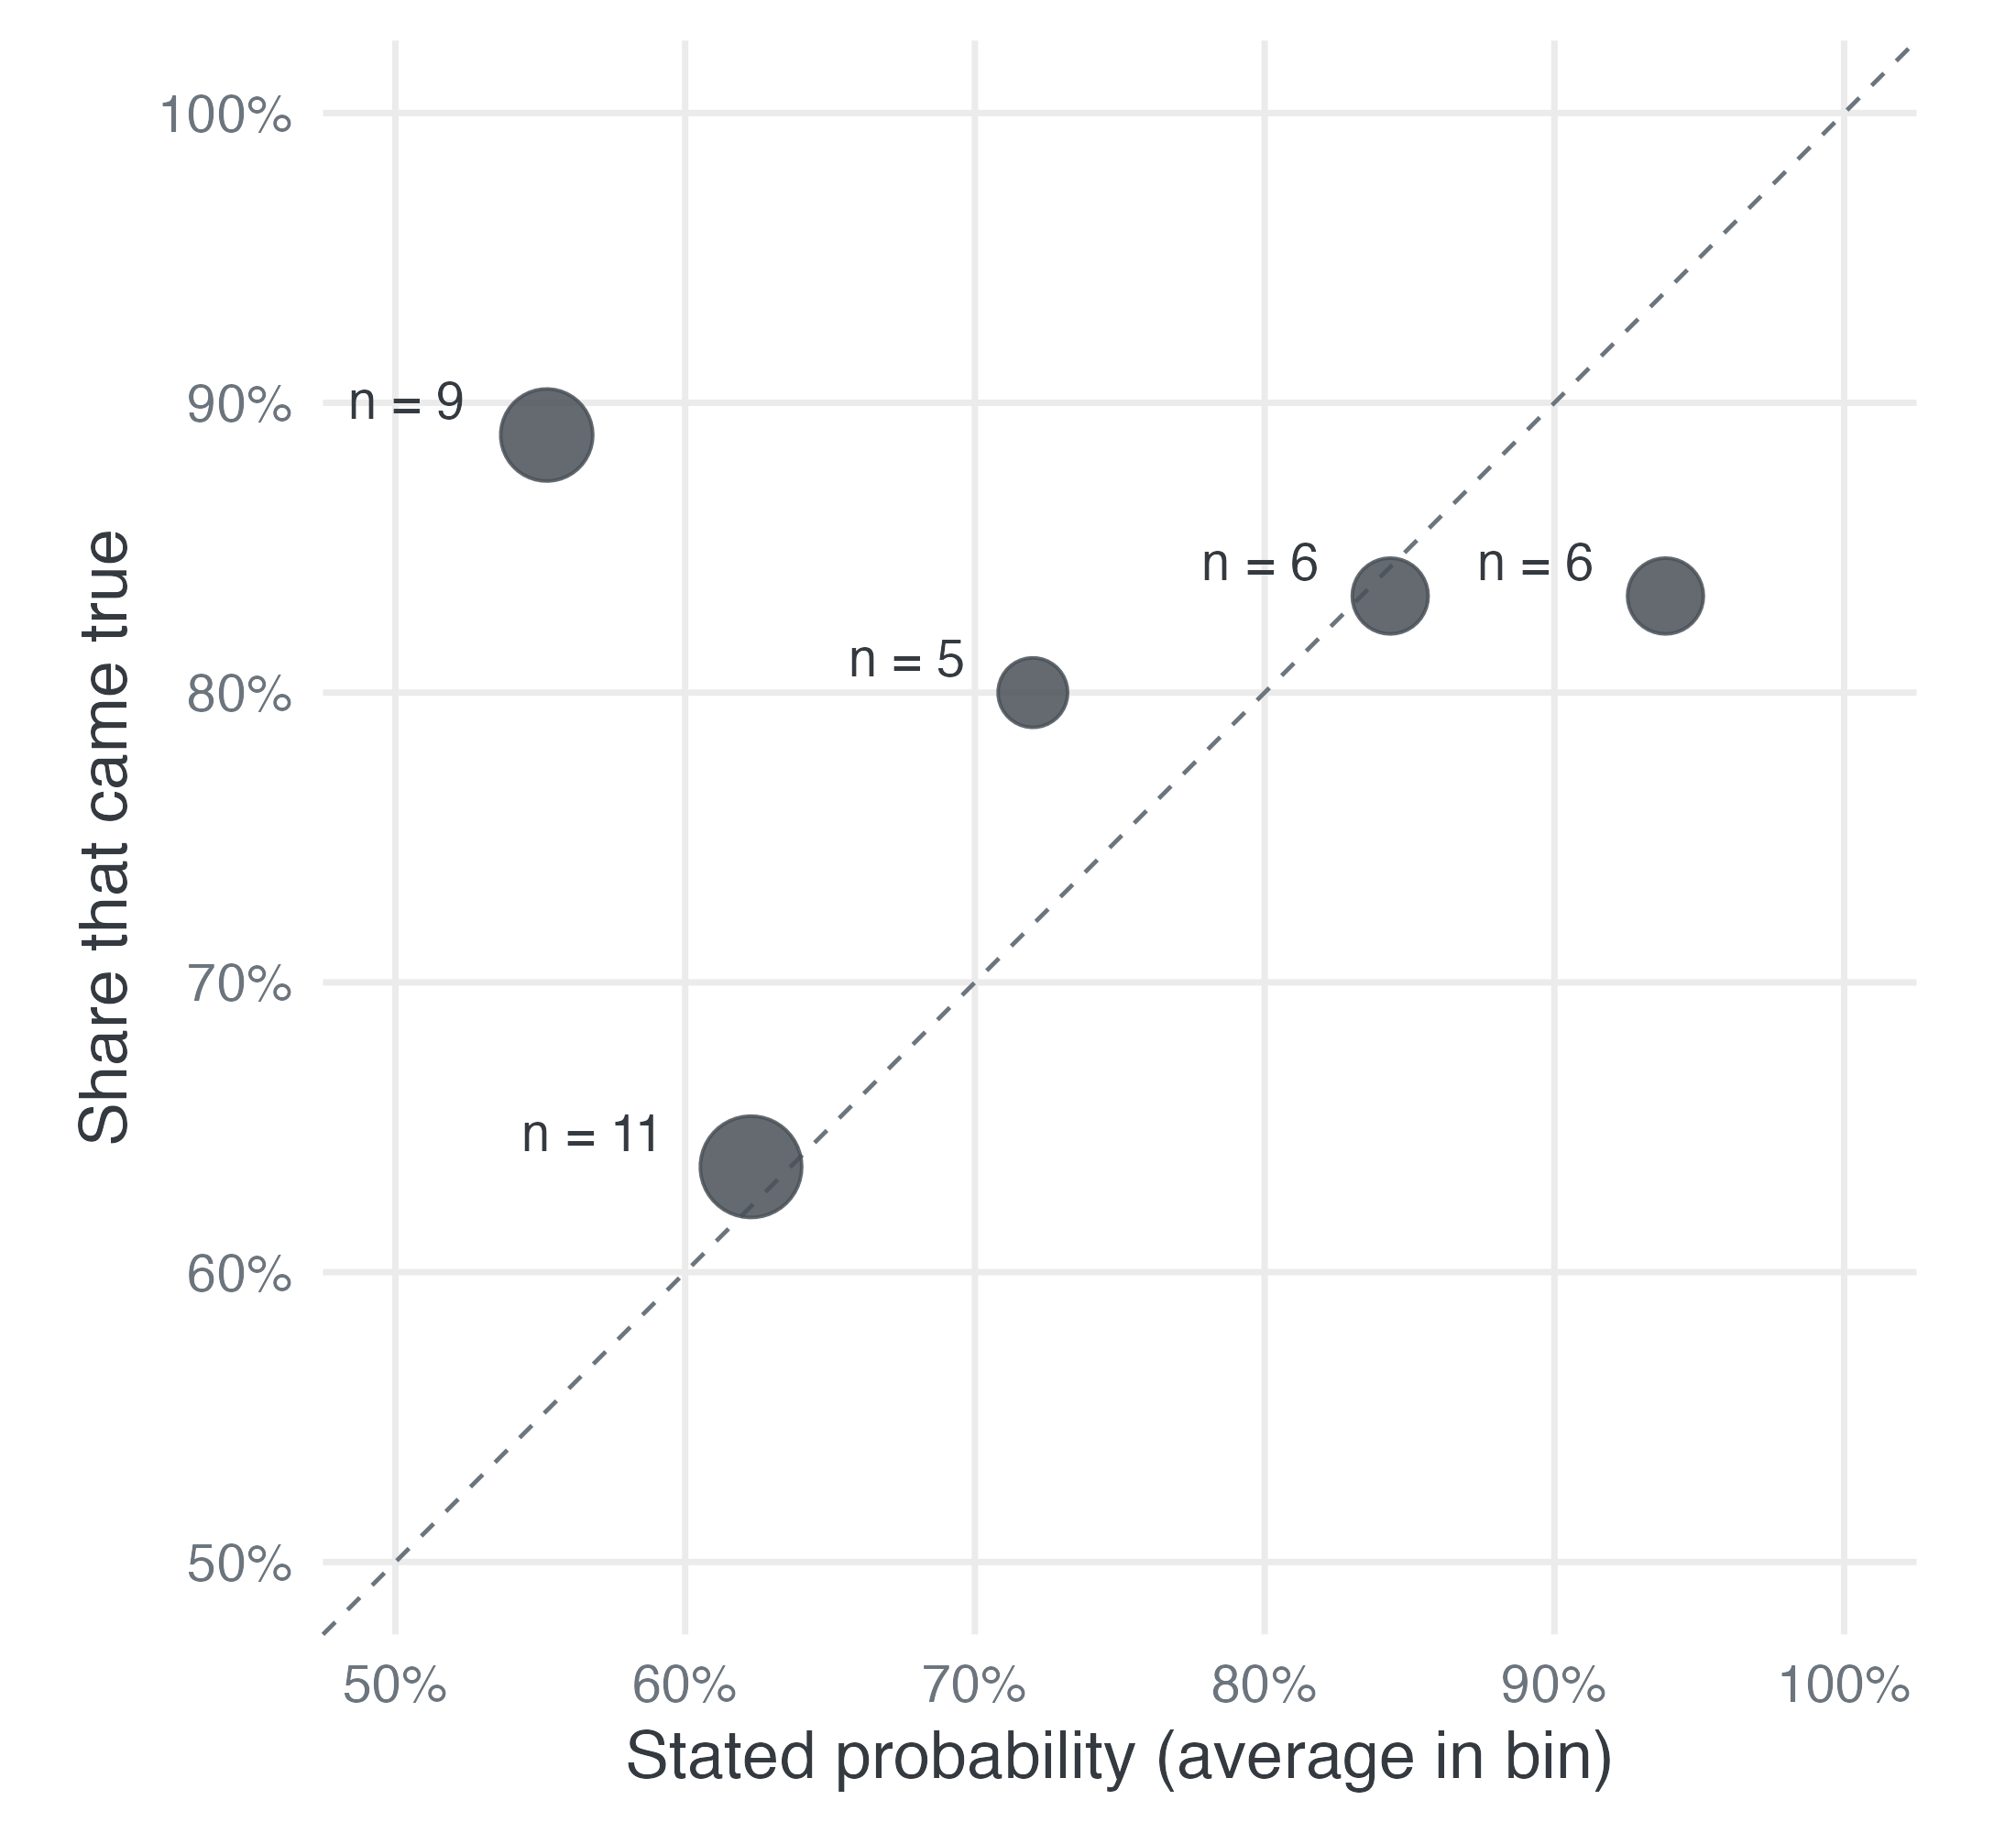 100%
90%
80%
70%
60%
50%
n = 9
n = 6
n = 6
n = 5
n = 11
50%
60%
70%
80%
90%
100%
Stated probability (average in bin)
Share that came true